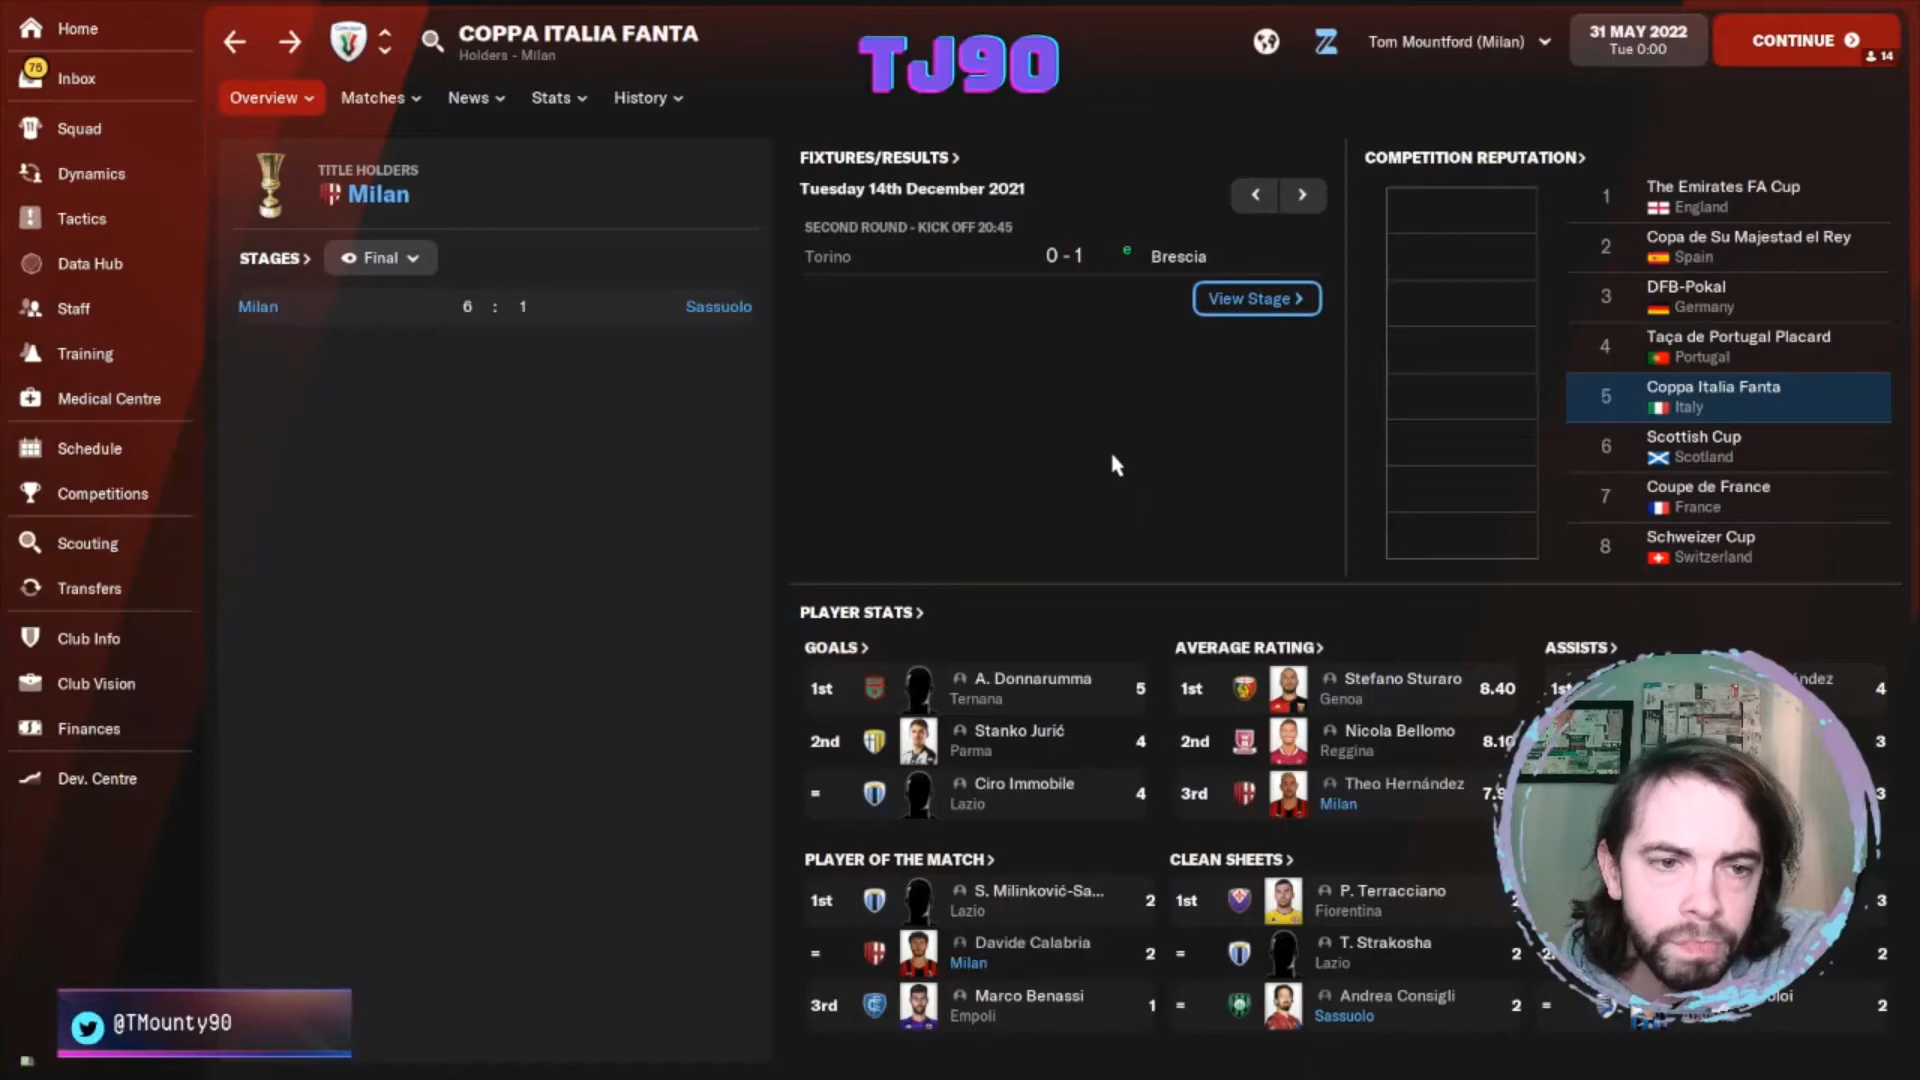 Home
75
Inbox
Squad
Dynamics
Tactics
Data Hub
Staff
Training
Medical Centre
Schedule
Competitions
Scouting
Transfers
Club Info
Club Vision
Finances
Dev. Centre
@TMounty90
COPPA ITALIA FANTA
Holders - Milan
TJ90
Tom Mountford (Milan)
31 MAY 2022
Tue 0:00
CONTINUE
14
Overview
Matches
News
Stats
History
TITLE HOLDERS
Milan
STAGES
Final
Milan 6 : 1 Sassuolo
FIXTURES/RESULTS
Tuesday 14th December 2021
SECOND ROUND - KICK OFF 20:45
Torino 0 - 1 e Brescia
View Stage
COMPETITION REPUTATION
1 The Emirates FA Cup
England
2 Copa de Su Majestad el Rey
Spain
3 DFB-Pokal
Germany
4 Taça de Portugal Placard
Portugal
5 Coppa Italia Fanta
Italy
6 Scottish Cup
Scotland
7 Coupe de France
France
8 Schweizer Cup
Switzerland
PLAYER STATS
GOALS
1st A. Donnarumma 5
Ternana
2nd Stanko Jurić 4
Parma
= Ciro Immobile 4
Lazio
AVERAGE RATING
1st Stefano Sturaro 8.40
Genoa
2nd Nicola Bellomo 8.10
Reggina
3rd Theo Hernández
Milan
ASSISTS
1st 4
3
3
PLAYER OF THE MATCH
1st S. Milinković-Sa... 2
Lazio
= Davide Calabria 2
Milan
3rd Marco Benassi 1
Empoli
CLEAN SHEETS
1st P. Terracciano
Fiorentina
= T. Strakosha 2
Lazio
= Andrea Consigli 2
Sassuolo
3
2
= 2